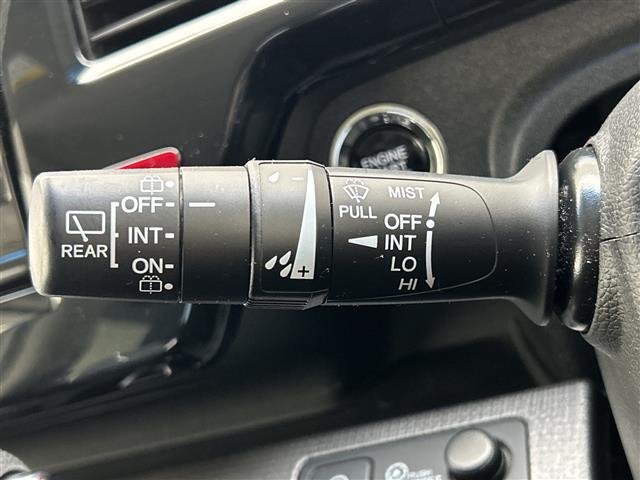 ENGINE
REAR
OFF
INT
ON
−
+
PULL
MIST
OFF
INT
LO
HI